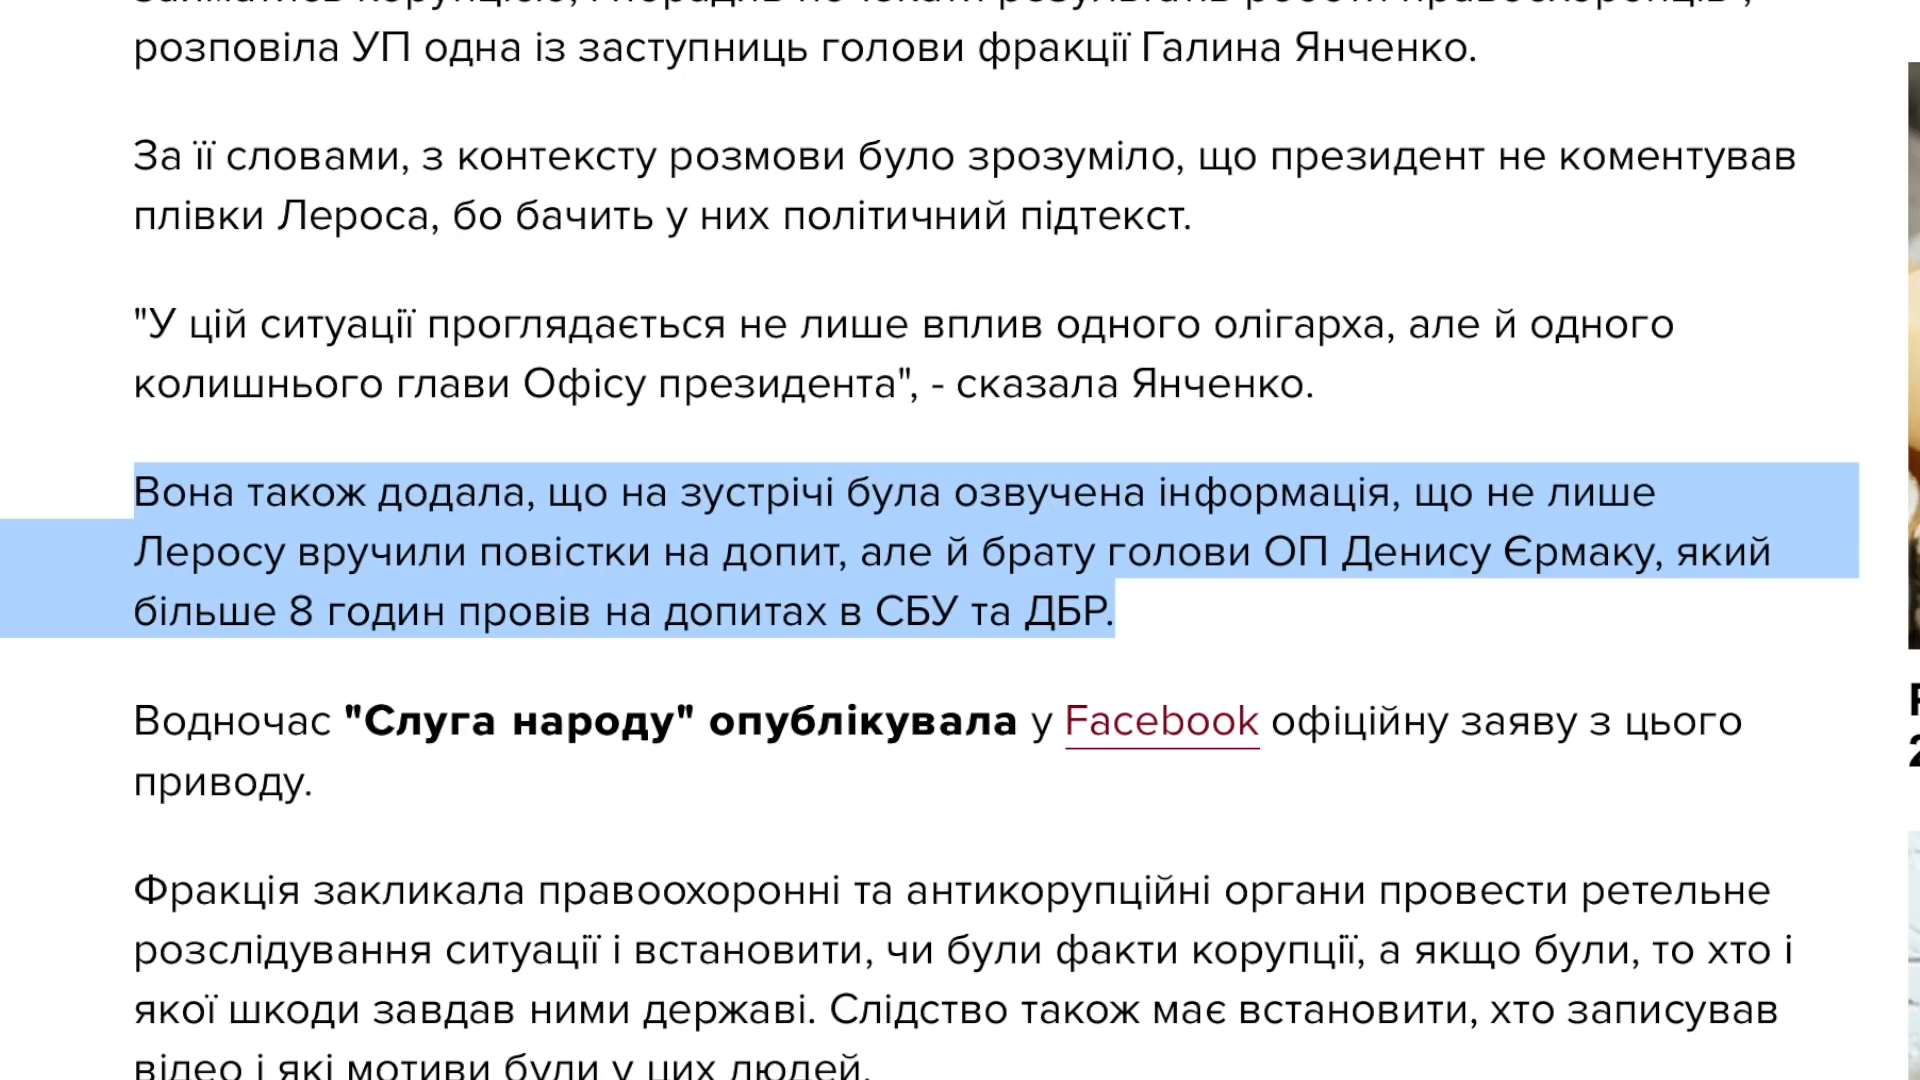 розповіла УП одна із заступниць голови фракції Галина Янченко.
За її словами, з контексту розмови було зрозуміло, що президент не коментував
плівки Лероса, бо бачить у них політичний підтекст.
"У цій ситуації проглядається не лише вплив одного олігарха, але й одного
колишнього глави Офісу президента", - сказала Янченко.
Вона також додала, що на зустрічі була озвучена інформація, що не лише
Леросу вручили повістки на допит, але й брату голови ОП Денису Єрмаку, який
більше 8 годин провів на допитах в СБУ та ДБР.
Водночас "Слуга народу" опублікувала у Facebook офіційну заяву з цього
приводу.
Фракція закликала правоохоронні та антикорупційні органи провести ретельне
розслідування ситуації і встановити, чи були факти корупції, а якщо були, то хто і
якої шкоди завдав ними державі. Слідство також має встановити, хто записував
відео і які мотиви були у цих людей.